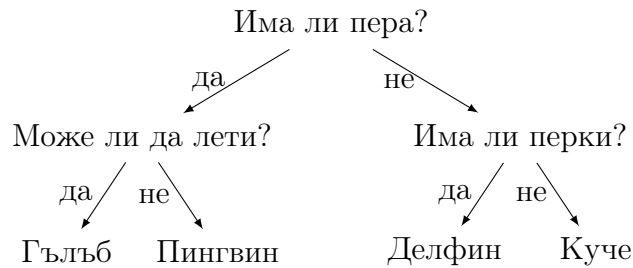 Има ли пера?
да не
Може ли да лети? Има ли перки?
да не да не
Гълъб Пингвин Делфин Куче